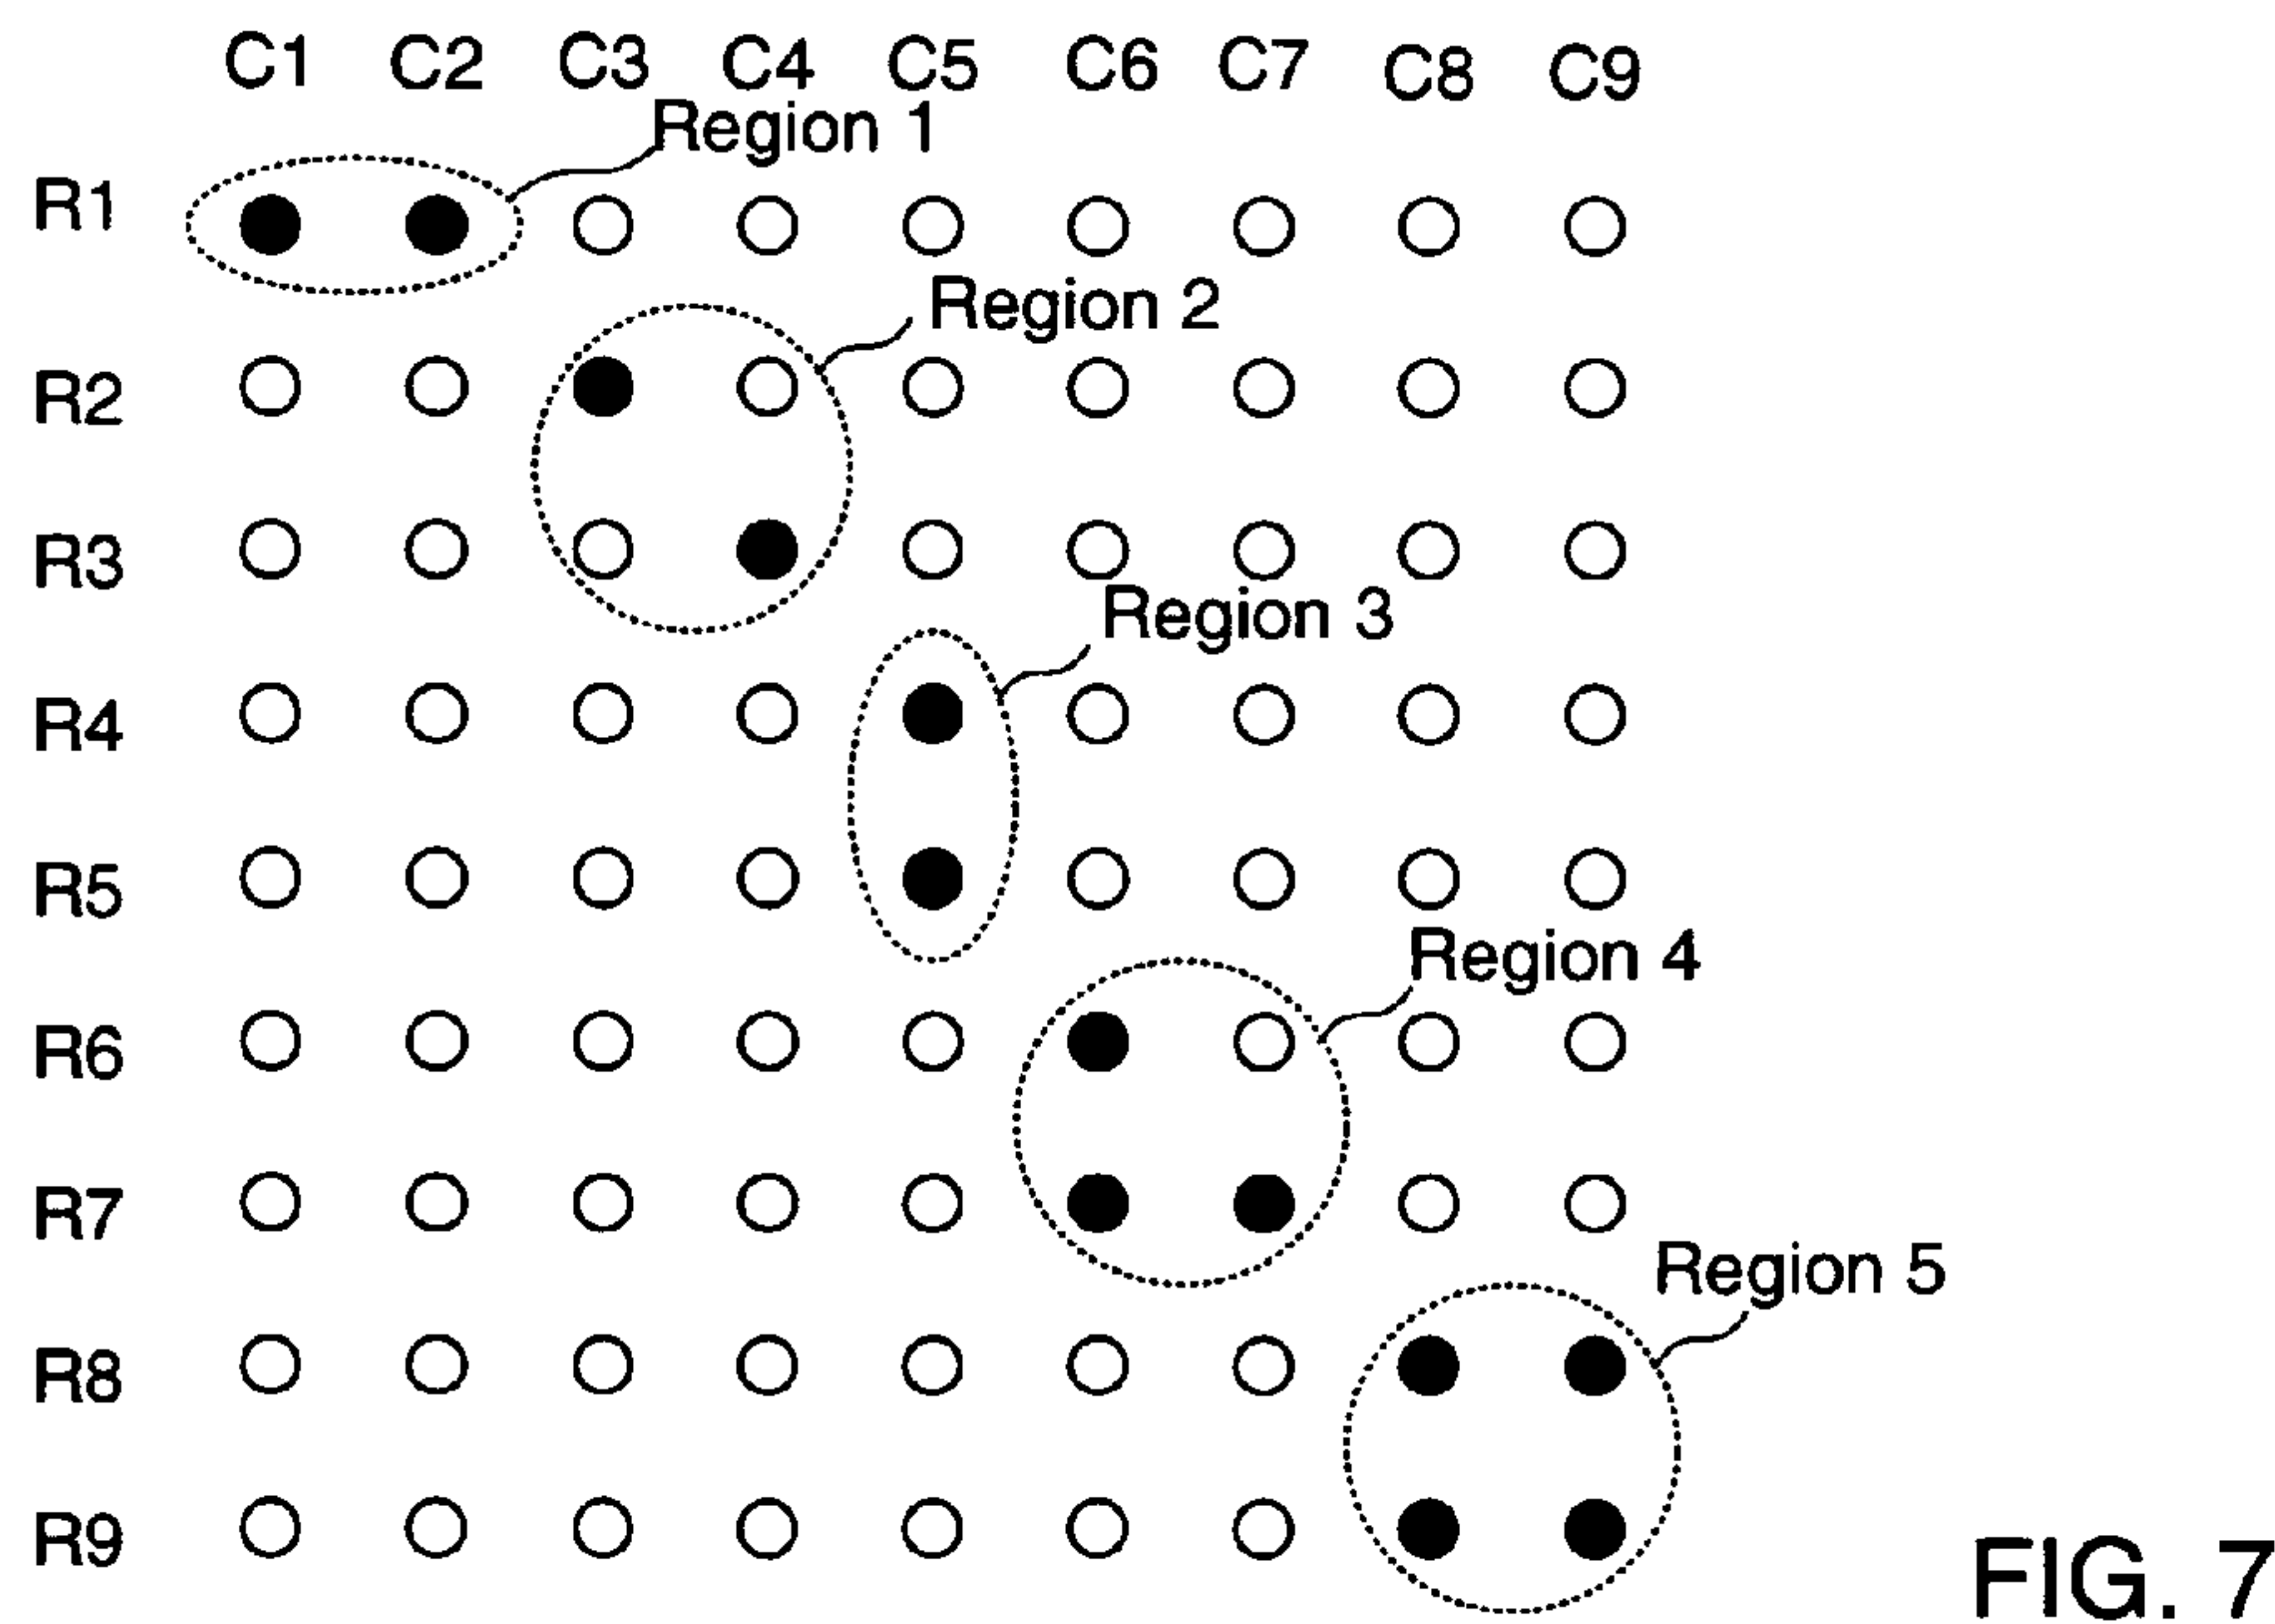 C1 C2 C3 C4 C5 C6 C7 C8 C9
Region 1
R1
Region 2
R2
R3
Region 3
R4
R5
Region 4
R6
R7
Region 5
R8
R9
FIG. 7